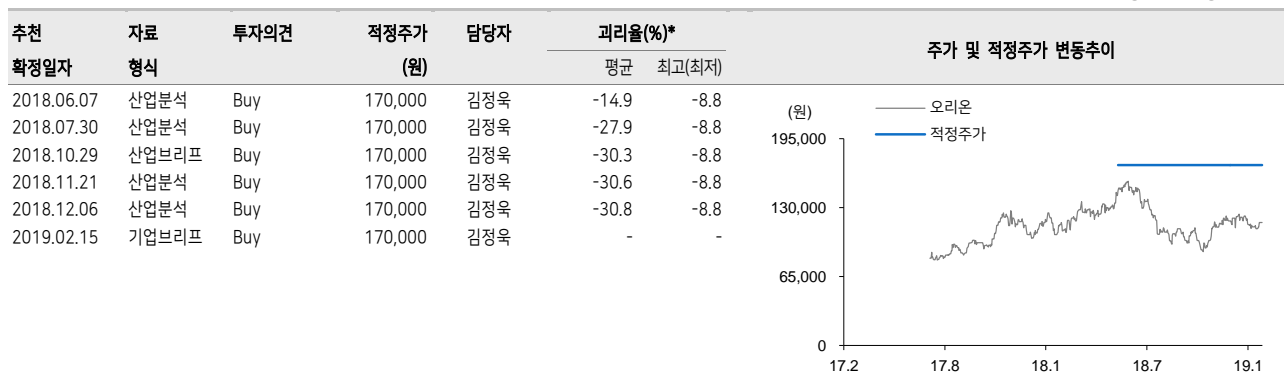 추천 자료 투자의견 적정주가 담당자 괴리율(%)* 주가 및 적정주가 변동추이
확정일자 형식 (원) 평균 최고(최저)
2018.06.07 산업분석 Buy 170,000 김정욱 -14.9 -8.8
2018.07.30 산업분석 Buy 170,000 김정욱 -27.9 -8.8
2018.10.29 산업브리프 Buy 170,000 김정욱 -30.3 -8.8
2018.11.21 산업분석 Buy 170,000 김정욱 -30.6 -8.8
2018.12.06 산업분석 Buy 170,000 김정욱 -30.8 -8.8
2019.02.15 기업브리프 Buy 170,000 김정욱 - -
(원) 오리온
적정주가
195,000
130,000
65,000
0
17.2 17.8 18.1 18.7 19.1